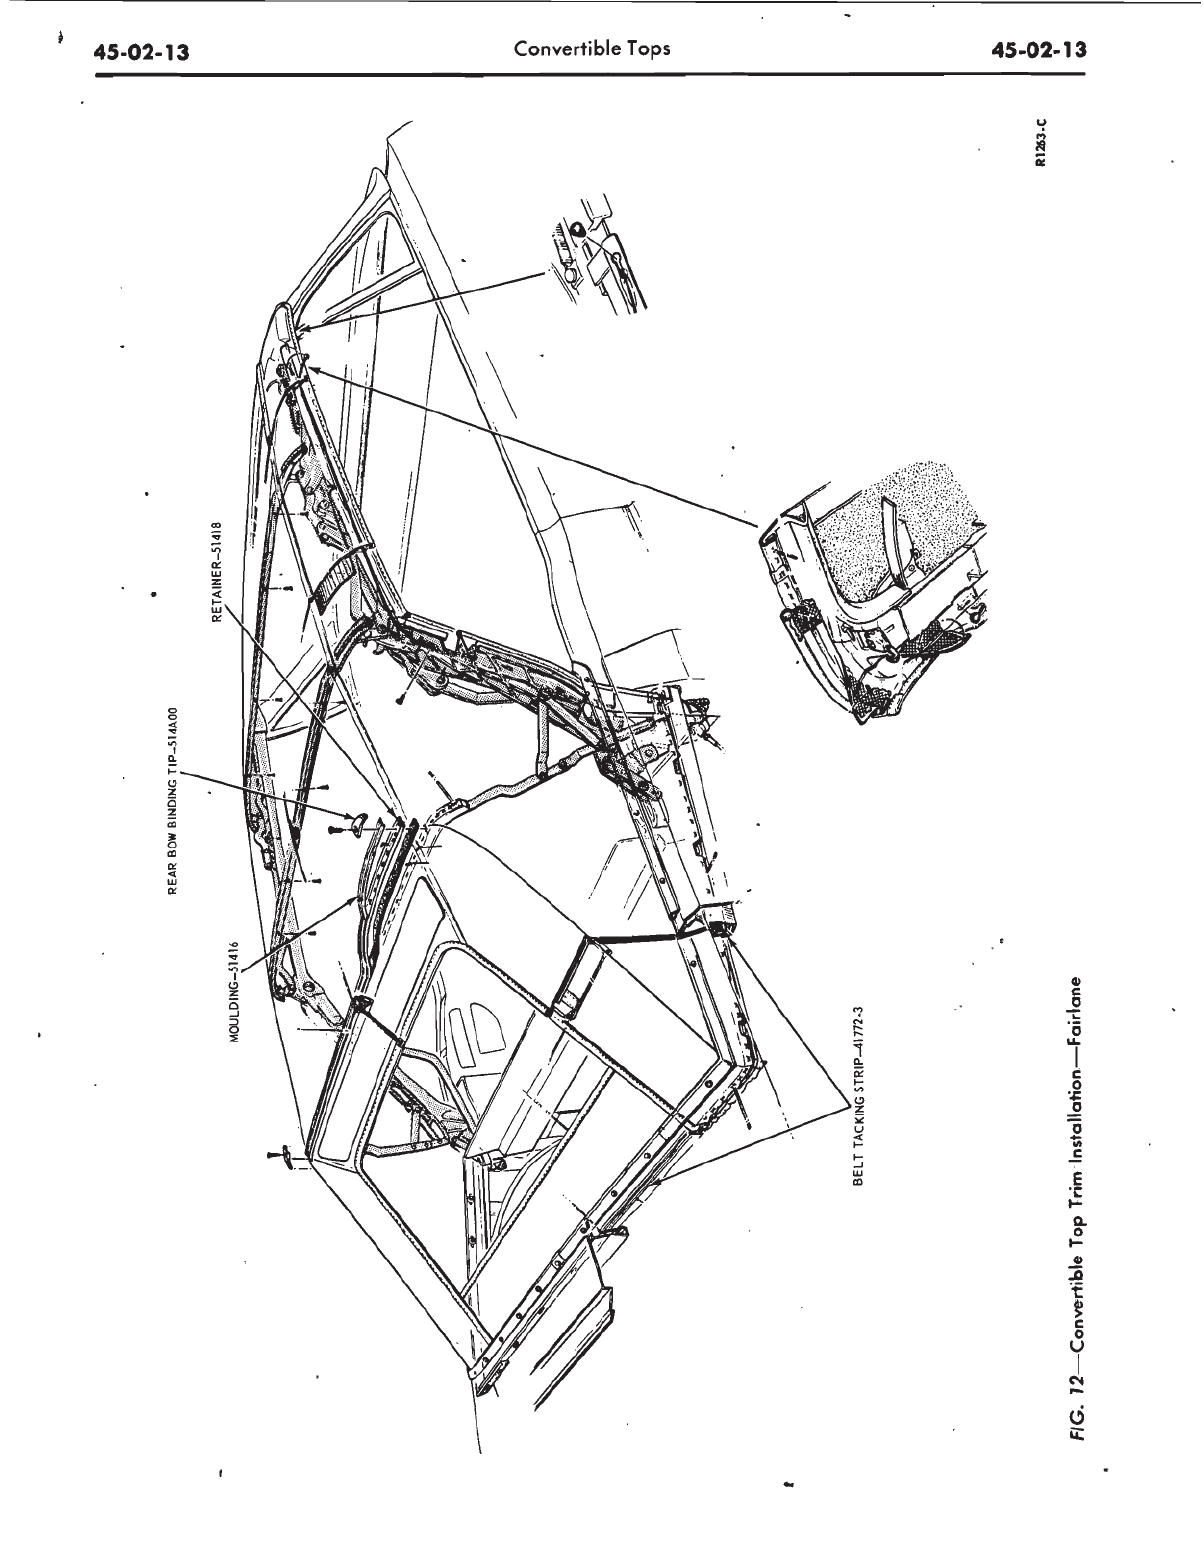 45-02-13
Convertible Tops
45-02-13
R1263-C
RETAINER—51418
REAR BOW BINDING TIP—514A00
MOULDING—51416
BELT TACKING STRIP—41772-3
FIG. 12—Convertible Top Trim Installation—Fairlane